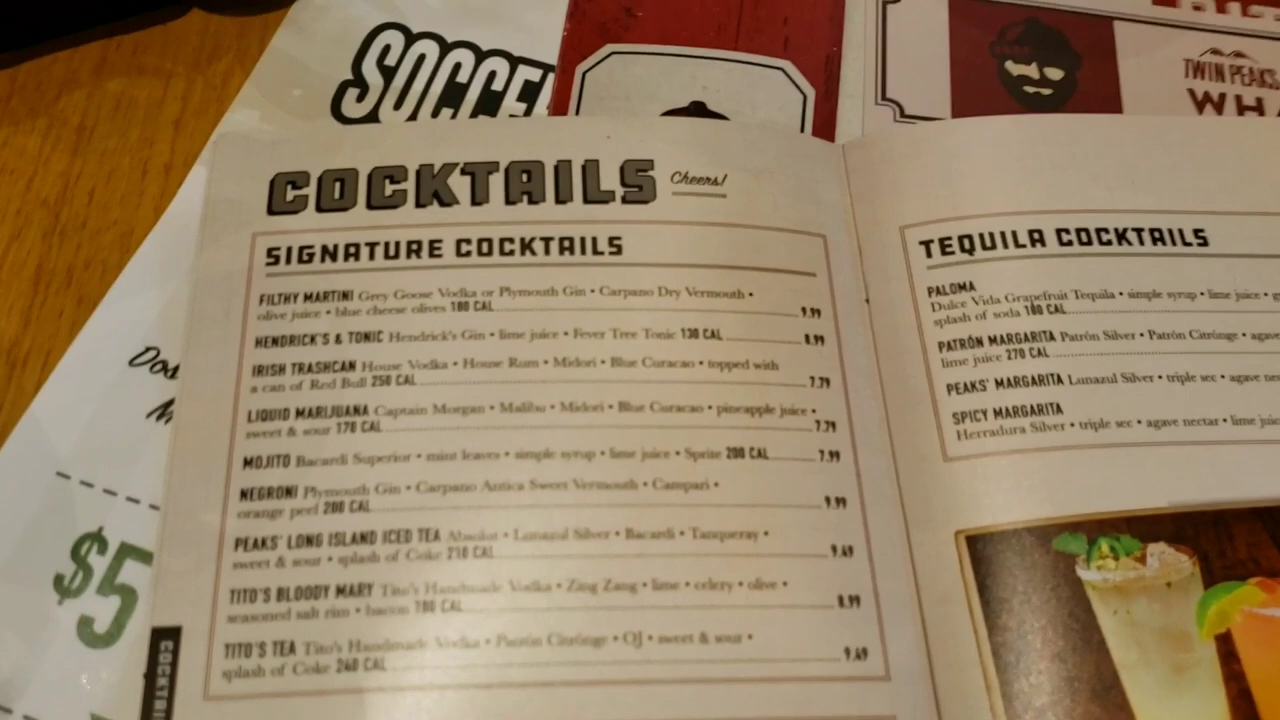 SOCCE
TWIN PEAKS
WH
COCKTAILS Cheers!
SIGNATURE COCKTAILS
FILTHY MARTINI Grey Goose Vodka or Plymouth Gin • Carpano Dry Vermouth •
olive juice • blue cheese olives 180 CAL 9.99
HENDRICK'S & TONIC Hendrick's Gin • lime juice • Fever Tree Tonic 130 CAL 8.99
IRISH TRASHCAN House Vodka • House Rum • Midori • Blue Curacao • topped with
a can of Red Bull 250 CAL 7.79
LIQUID MARIJUANA Captain Morgan • Malibu • Midori • Blue Curacao • pineapple juice •
sweet & sour 170 CAL 7.79
MOJITO Bacardi Superior • mint leaves • simple syrup • lime juice • Sprite 200 CAL 7.99
NEGRONI Plymouth Gin • Carpano Antica Sweet Vermouth • Campari •
orange peel 200 CAL 9.99
PEAKS' LONG ISLAND ICED TEA Absolut • Lunazul Silver • Bacardi • Tanqueray •
sweet & sour • splash of Coke 210 CAL 9.49
TITO'S BLOODY MARY Tito's Handmade Vodka • Zing Zang • lime • celery • olive •
seasoned salt rim • bacon CAL 8.99
TITO'S TEA Tito's Handmade Vodka • Patrón Citrónge • OJ • sweet & sour •
splash of Coke 240 CAL 9.49
TEQUILA COCKTAILS
PALOMA
Dulce Vida Grapefruit Tequila • simple syrup • lime juice •
splash of soda 180 CAL
PATRÓN MARGARITA Patrón Silver • Patrón Citrónge • agave
lime juice 270 CAL
PEAKS' MARGARITA Lunazul Silver • triple sec • agave ne
SPICY MARGARITA
Herradura Silver • triple sec • agave nectar • lime juic
$5
COCKTAI